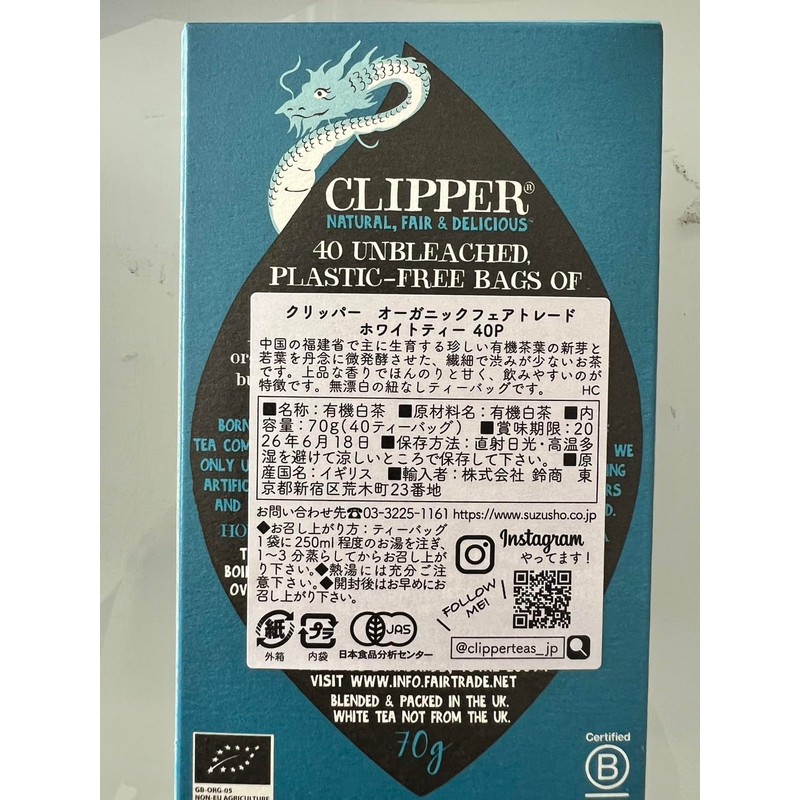 CLIPPER®
NATURAL, FAIR & DELICIOUS™
40 UNBLEACHED,
PLASTIC-FREE BAGS OF
クリッパー オーガニックフェアトレード
ホワイトティー 40P
中国の福建省で主に生育する珍しい有機茶葉の新芽と
若葉を丹念に微発酵させた、繊細で渋みが少ないお茶
です。上品な香りでほんのりと甘く、飲みやすいのが
特徴です。無漂白の紐なしティーバッグです。 HC
■名称:有機白茶 ■原材料名:有機白茶 ■内
容量:70g(40ティーバッグ) ■賞味期限:20
26年6月18日 ■保存方法:直射日光・高温多
湿を避けて涼しいところで保存して下さい。 ■原
産国名:イギリス ■輸入者:株式会社 鈴商 東
京都新宿区荒木町23番地
お問い合わせ先☎03-3225-1161 https://www.suzusho.co.jp
◆お召し上がり方:ティーバッグ
1袋に250ml程度のお湯を注ぎ、
1~3分蒸らしてからお召し上が
り下さい。◆熱湯には充分ご注
意下さい。◆開封後はお早めにお
召し上がり下さい。
Instagram
やってます!
FOLLOW
ME!
@clipperteas_jp
紙
外箱
プラ
内袋
JAS
日本食品分析センター
BORN
TEA COM
WE
ONLY U
ING
ARTIFIC
RS
AND
D.
HO
BOIL
OV
VISIT WWW.INFO.FAIRTRADE.NET
BLENDED & PACKED IN THE UK.
WHITE TEA NOT FROM THE UK.
70g
GB-ORG-05
NON-EU AGRICULTURE
Certified
B